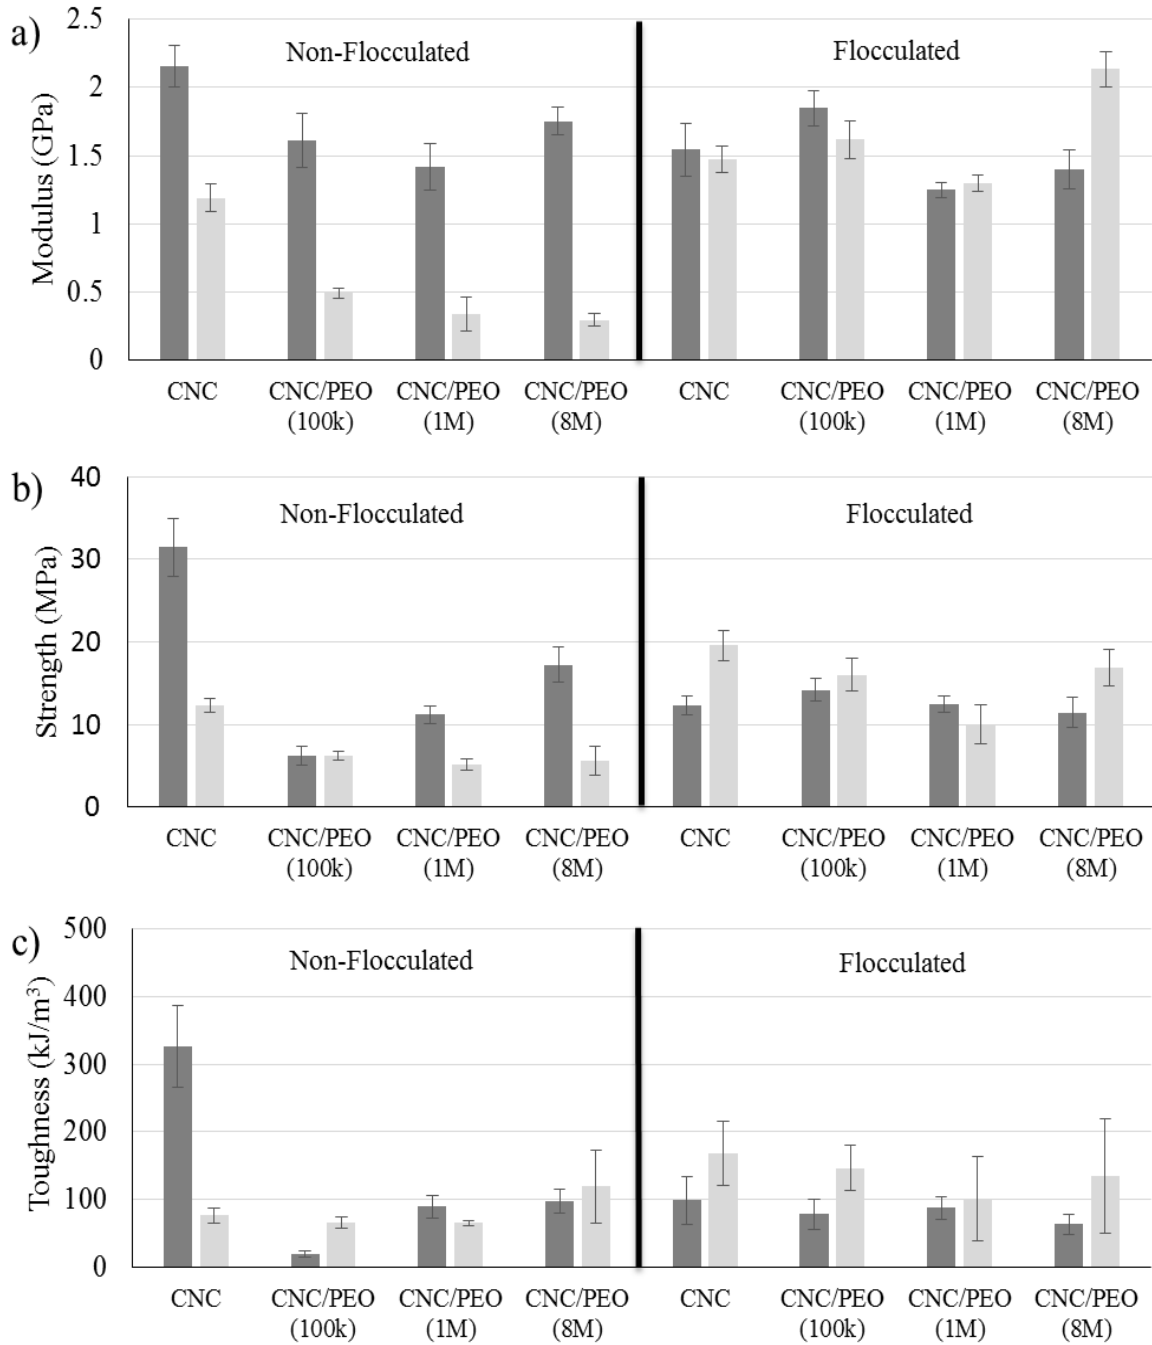 a)
Modulus (GPa)
2.5
2
1.5
1
0.5
0
Non-Flocculated
Flocculated
CNC
CNC/PEO
(100k)
CNC/PEO
(1M)
CNC/PEO
(8M)
CNC
CNC/PEO
(100k)
CNC/PEO
(1M)
CNC/PEO
(8M)
b)
Strength (MPa)
40
30
20
10
0
Non-Flocculated
Flocculated
CNC
CNC/PEO
(100k)
CNC/PEO
(1M)
CNC/PEO
(8M)
CNC
CNC/PEO
(100k)
CNC/PEO
(1M)
CNC/PEO
(8M)
c)
Toughness (kJ/m³)
500
400
300
200
100
0
Non-Flocculated
Flocculated
CNC
CNC/PEO
(100k)
CNC/PEO
(1M)
CNC/PEO
(8M)
CNC
CNC/PEO
(100k)
CNC/PEO
(1M)
CNC/PEO
(8M)